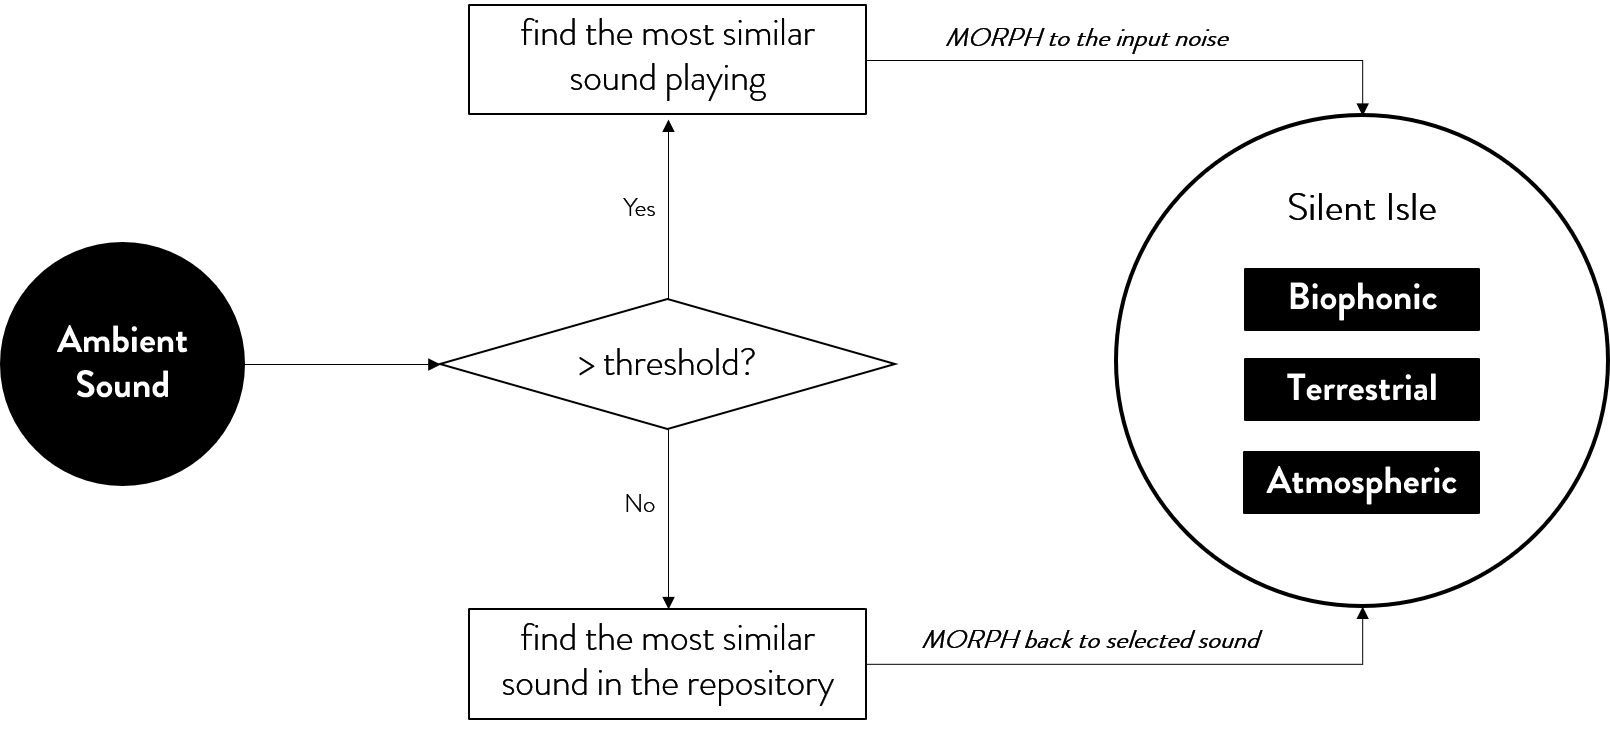 find the most similar
sound playing
MORPH to the input noise
Yes
Ambient
Sound
> threshold?
No
find the most similar
sound in the repository
MORPH back to selected sound
Silent Isle
Biophonic
Terrestrial
Atmospheric